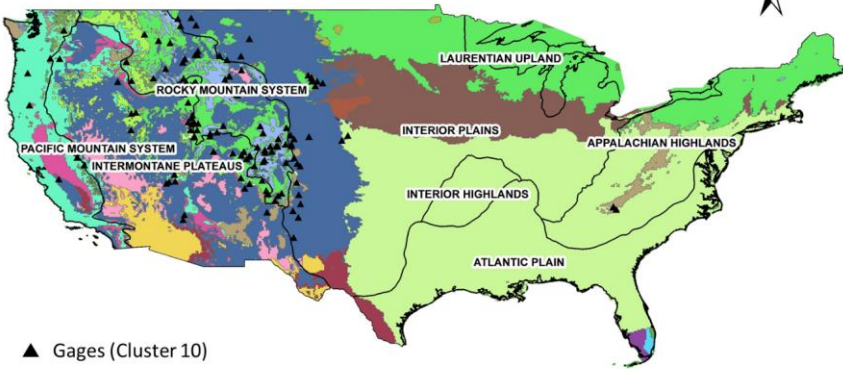 LAURENTIAN UPLAND
ROCKY MOUNTAIN SYSTEM
INTERIOR PLAINS
APPALACHIAN HIGHLANDS
PACIFIC MOUNTAIN SYSTEM
INTERMONTANE PLATEAUS
INTERIOR HIGHLANDS
ATLANTIC PLAIN
Gages (Cluster 10)